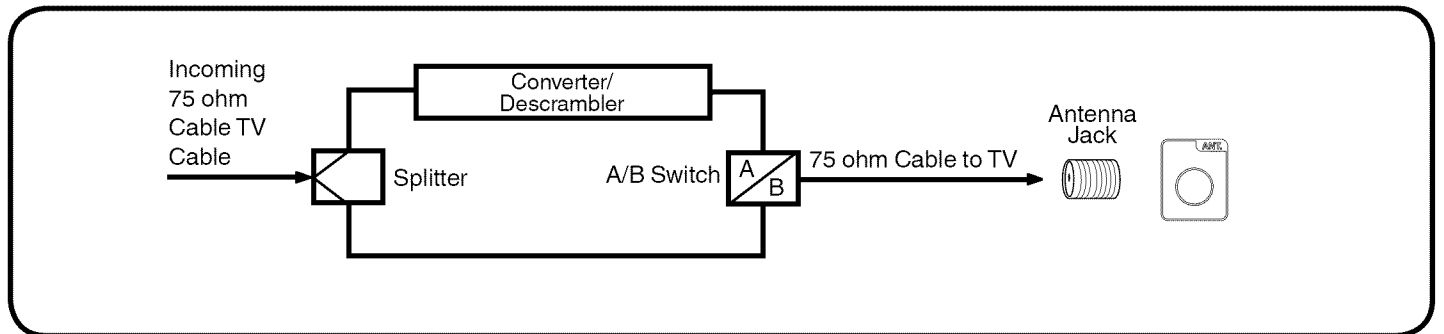 Incoming
75 ohm
Cable TV
Cable
Converter/
Descrambler
Splitter
A/B Switch
A
B
75 ohm Cable to TV
Antenna
Jack
ANT.